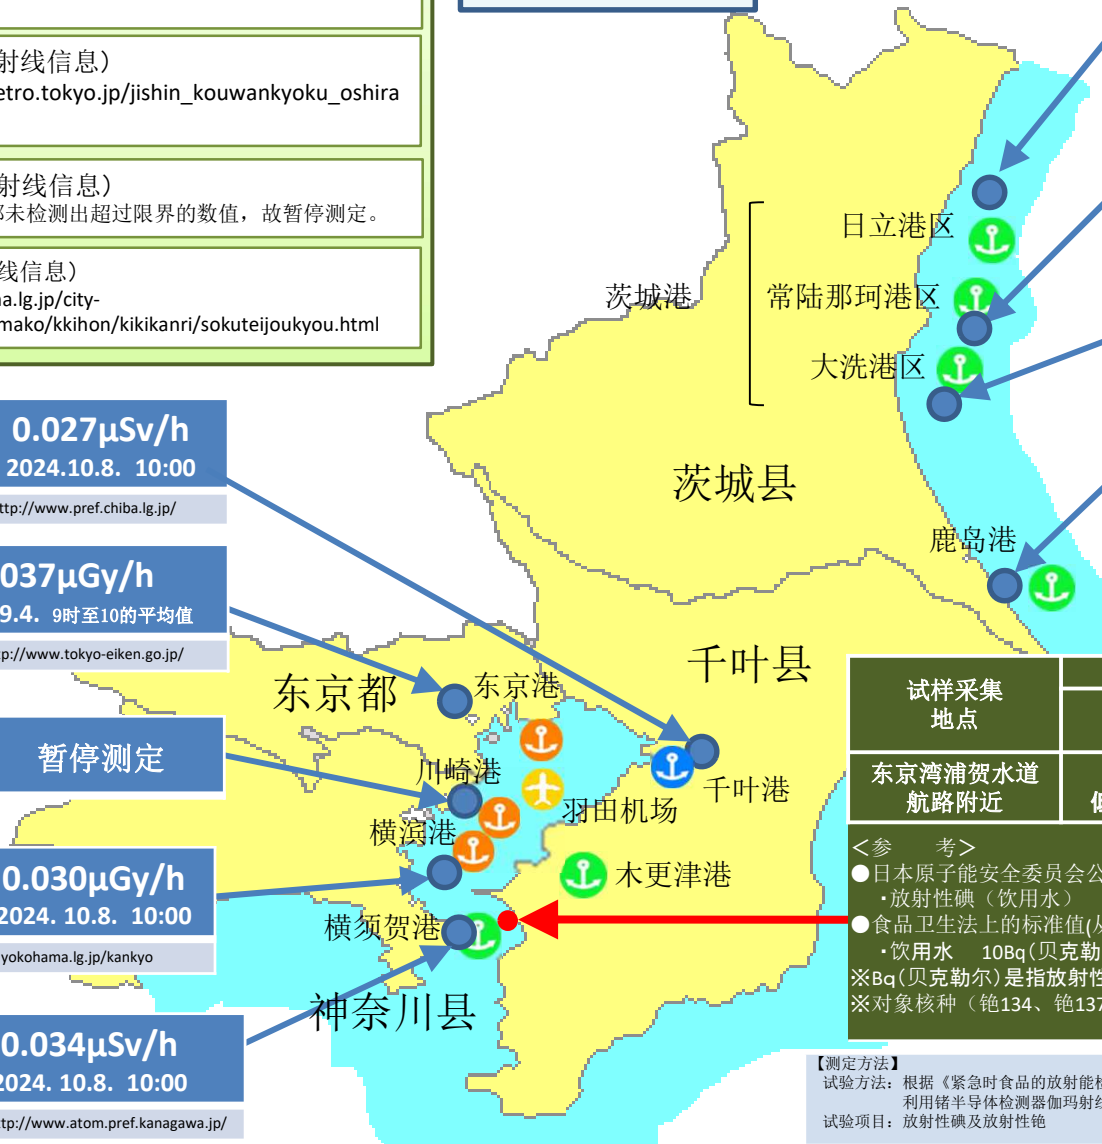 射线信息）
etro.tokyo.jp/jishin_kouwankyoku_oshira
射线信息）
都未检测出超过限界的数值，故暂停测定。
线信息）
na.lg.jp/city-
mako/kkihon/kikikanri/sokuteijoukyou.html
日立港区
茨城港
常陆那珂港区
大洗港区
茨城县
鹿岛港
0.027μSv/h
2024.10.8. 10:00
ttp://www.pref.chiba.lg.jp/
037μGy/h
9.4. 9时至10的平均值
tp://www.tokyo-eiken.go.jp/
暂停测定
0.030μGy/h
2024. 10.8. 10:00
yokohama.lg.jp/kankyo
0.034μSv/h
2024. 10.8. 10:00
ttp://www.atom.pref.kanagawa.jp/
东京都
东京港
千叶县
川崎港
羽田机场
千叶港
横滨港
木更津港
横须贺港
神奈川县
试样采集
地点
东京湾浦贺水道
航路附近
低
＜参　考＞
●日本原子能安全委员会公
・放射性碘（饮用水）
●食品卫生法上的标准值(从
・饮用水　10Bq(贝克勒
※Bq(贝克勒尔)是指放射性
※对象核种（铯134、铯137
【测定方法】
试验方法：根据《紧急时食品的放射能检
利用锗半导体检测器伽玛射线
试验项目：放射性碘及放射性铯